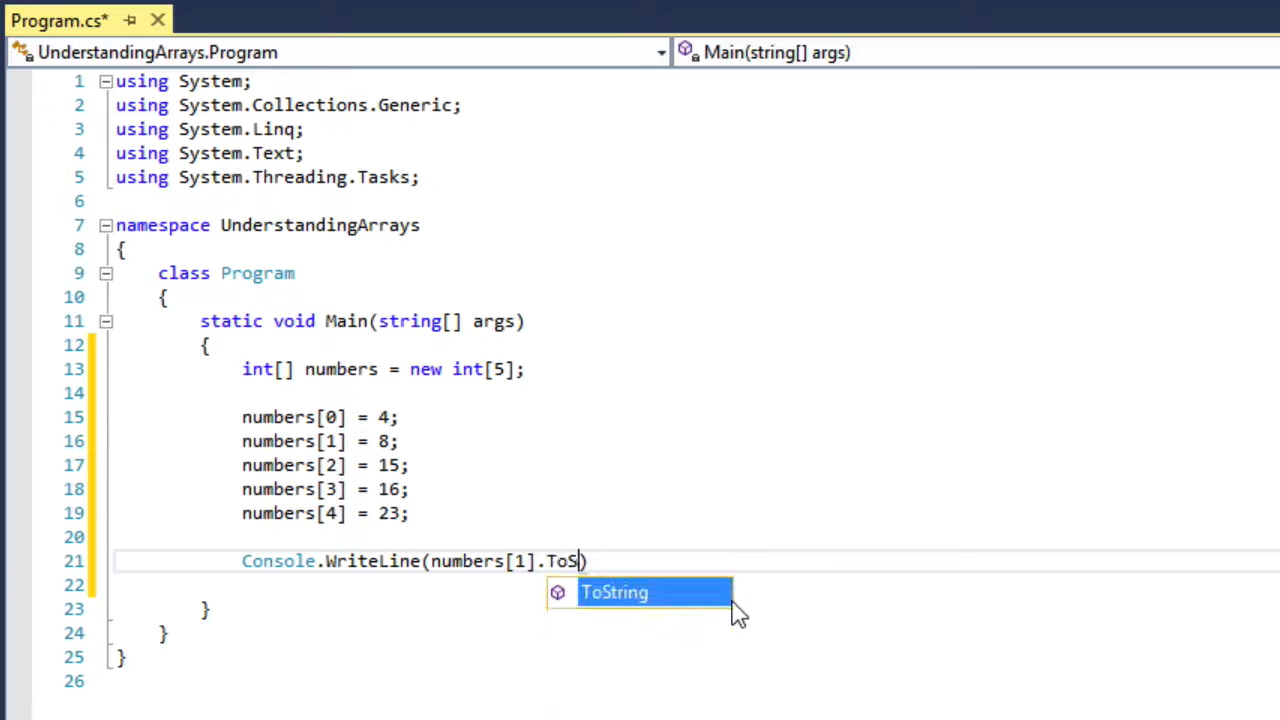 Program.cs*
UnderstandingArrays.Program Main(string[] args)
1 using System;
2 using System.Collections.Generic;
3 using System.Linq;
4 using System.Text;
5 using System.Threading.Tasks;
6
7 namespace UnderstandingArrays
8 {
9 class Program
10 {
11 static void Main(string[] args)
12 {
13 int[] numbers = new int[5];
14
15 numbers[0] = 4;
16 numbers[1] = 8;
17 numbers[2] = 15;
18 numbers[3] = 16;
19 numbers[4] = 23;
20
21 Console.WriteLine(numbers[1].ToS)
22 ToString
23 }
24 }
25 }
26